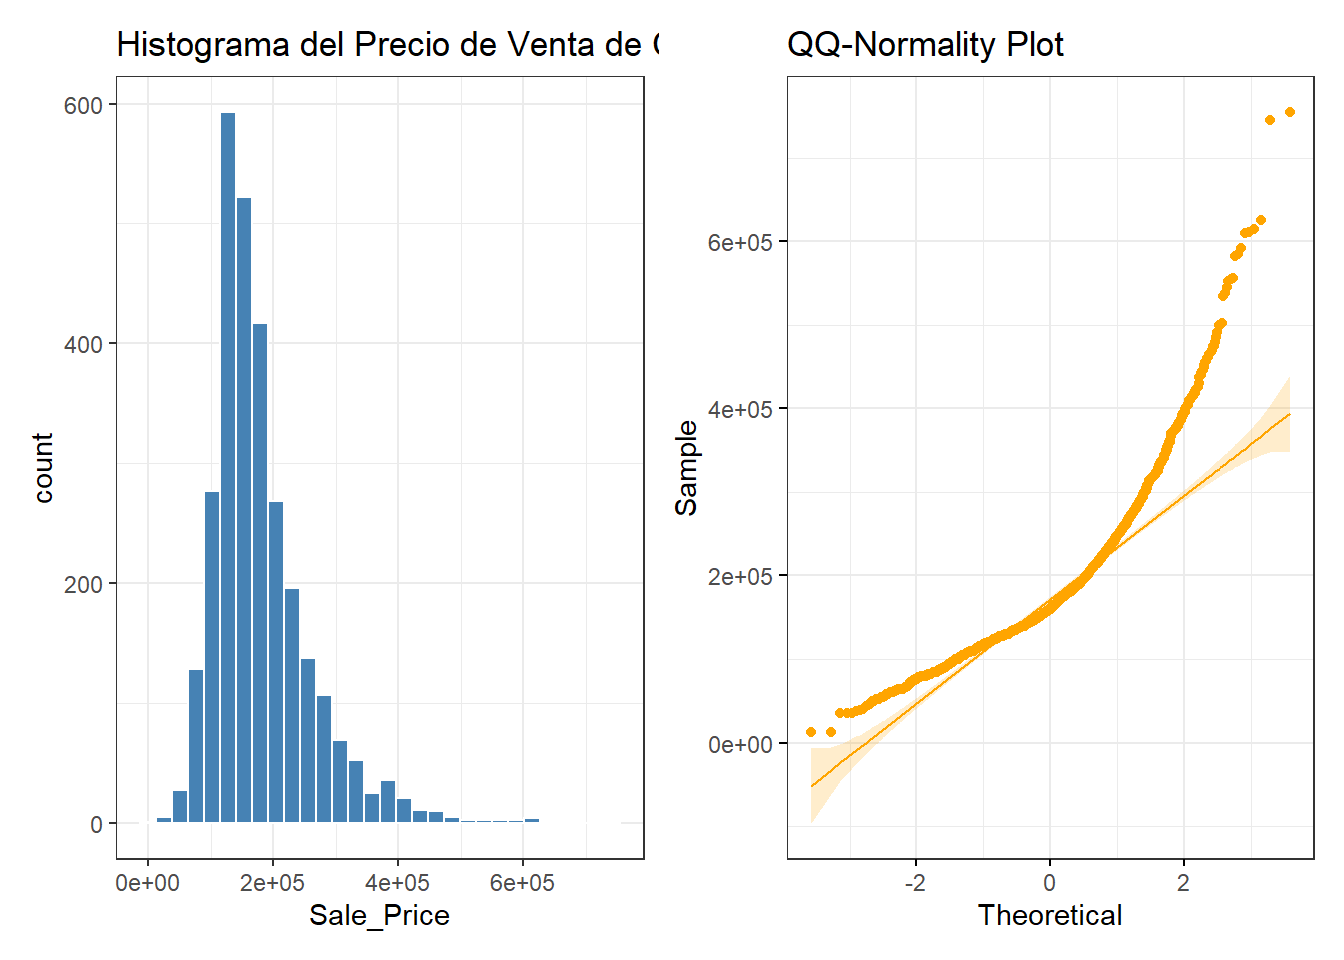 Histograma del Precio de Venta de
600
400
200
0
count
0e+00 2e+05 4e+05 6e+05
Sale_Price
QQ-Normality Plot
6e+05
4e+05
2e+05
0e+00
Sample
-2 0 2
Theoretical